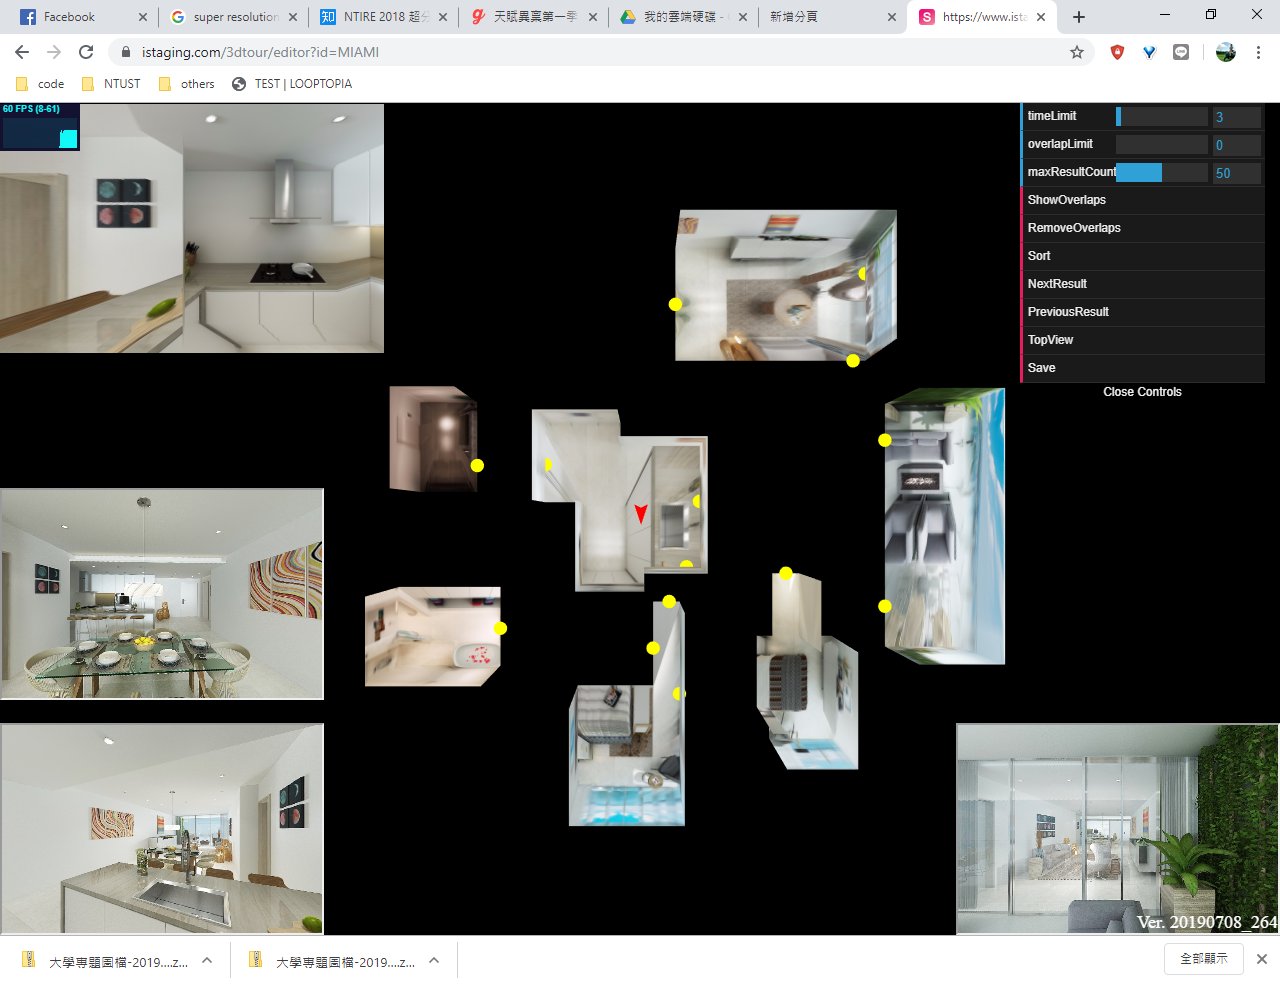 Facebook
super resolution
NTIRE 2018 超分
天賦異稟第一季
我的雲端硬碟 -
新增分頁
https://www.ista
istaging.com/3dtour/editor?id=MIAMI
code
NTUST
others
TEST | LOOPTOPIA
60 FPS (8-61)
timeLimit
3
overlapLimit
0
maxResultCount
50
ShowOverlaps
RemoveOverlaps
Sort
NextResult
PreviousResult
TopView
Save
Close Controls
Ver. 20190708_264
大學專題圖檔-2019....z...
大學專題圖檔-2019....z...
全部顯示